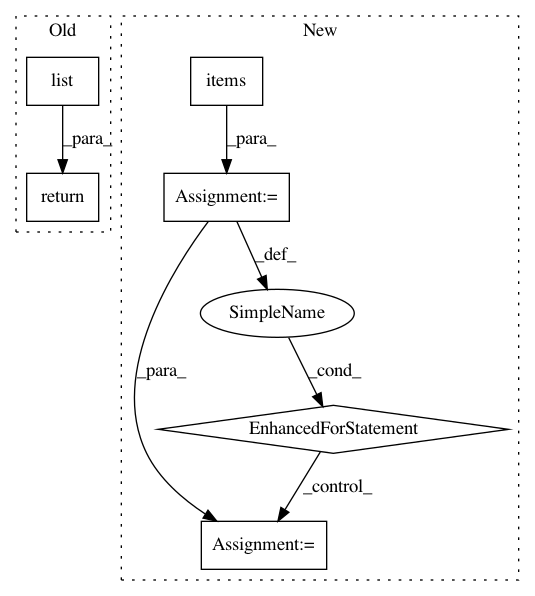 Old
New
list
items
_para_
_para_
return
Assignment:=
_def_
SimpleName
_para_
_cond_
EnhancedForStatement
_control_
Assignment:=